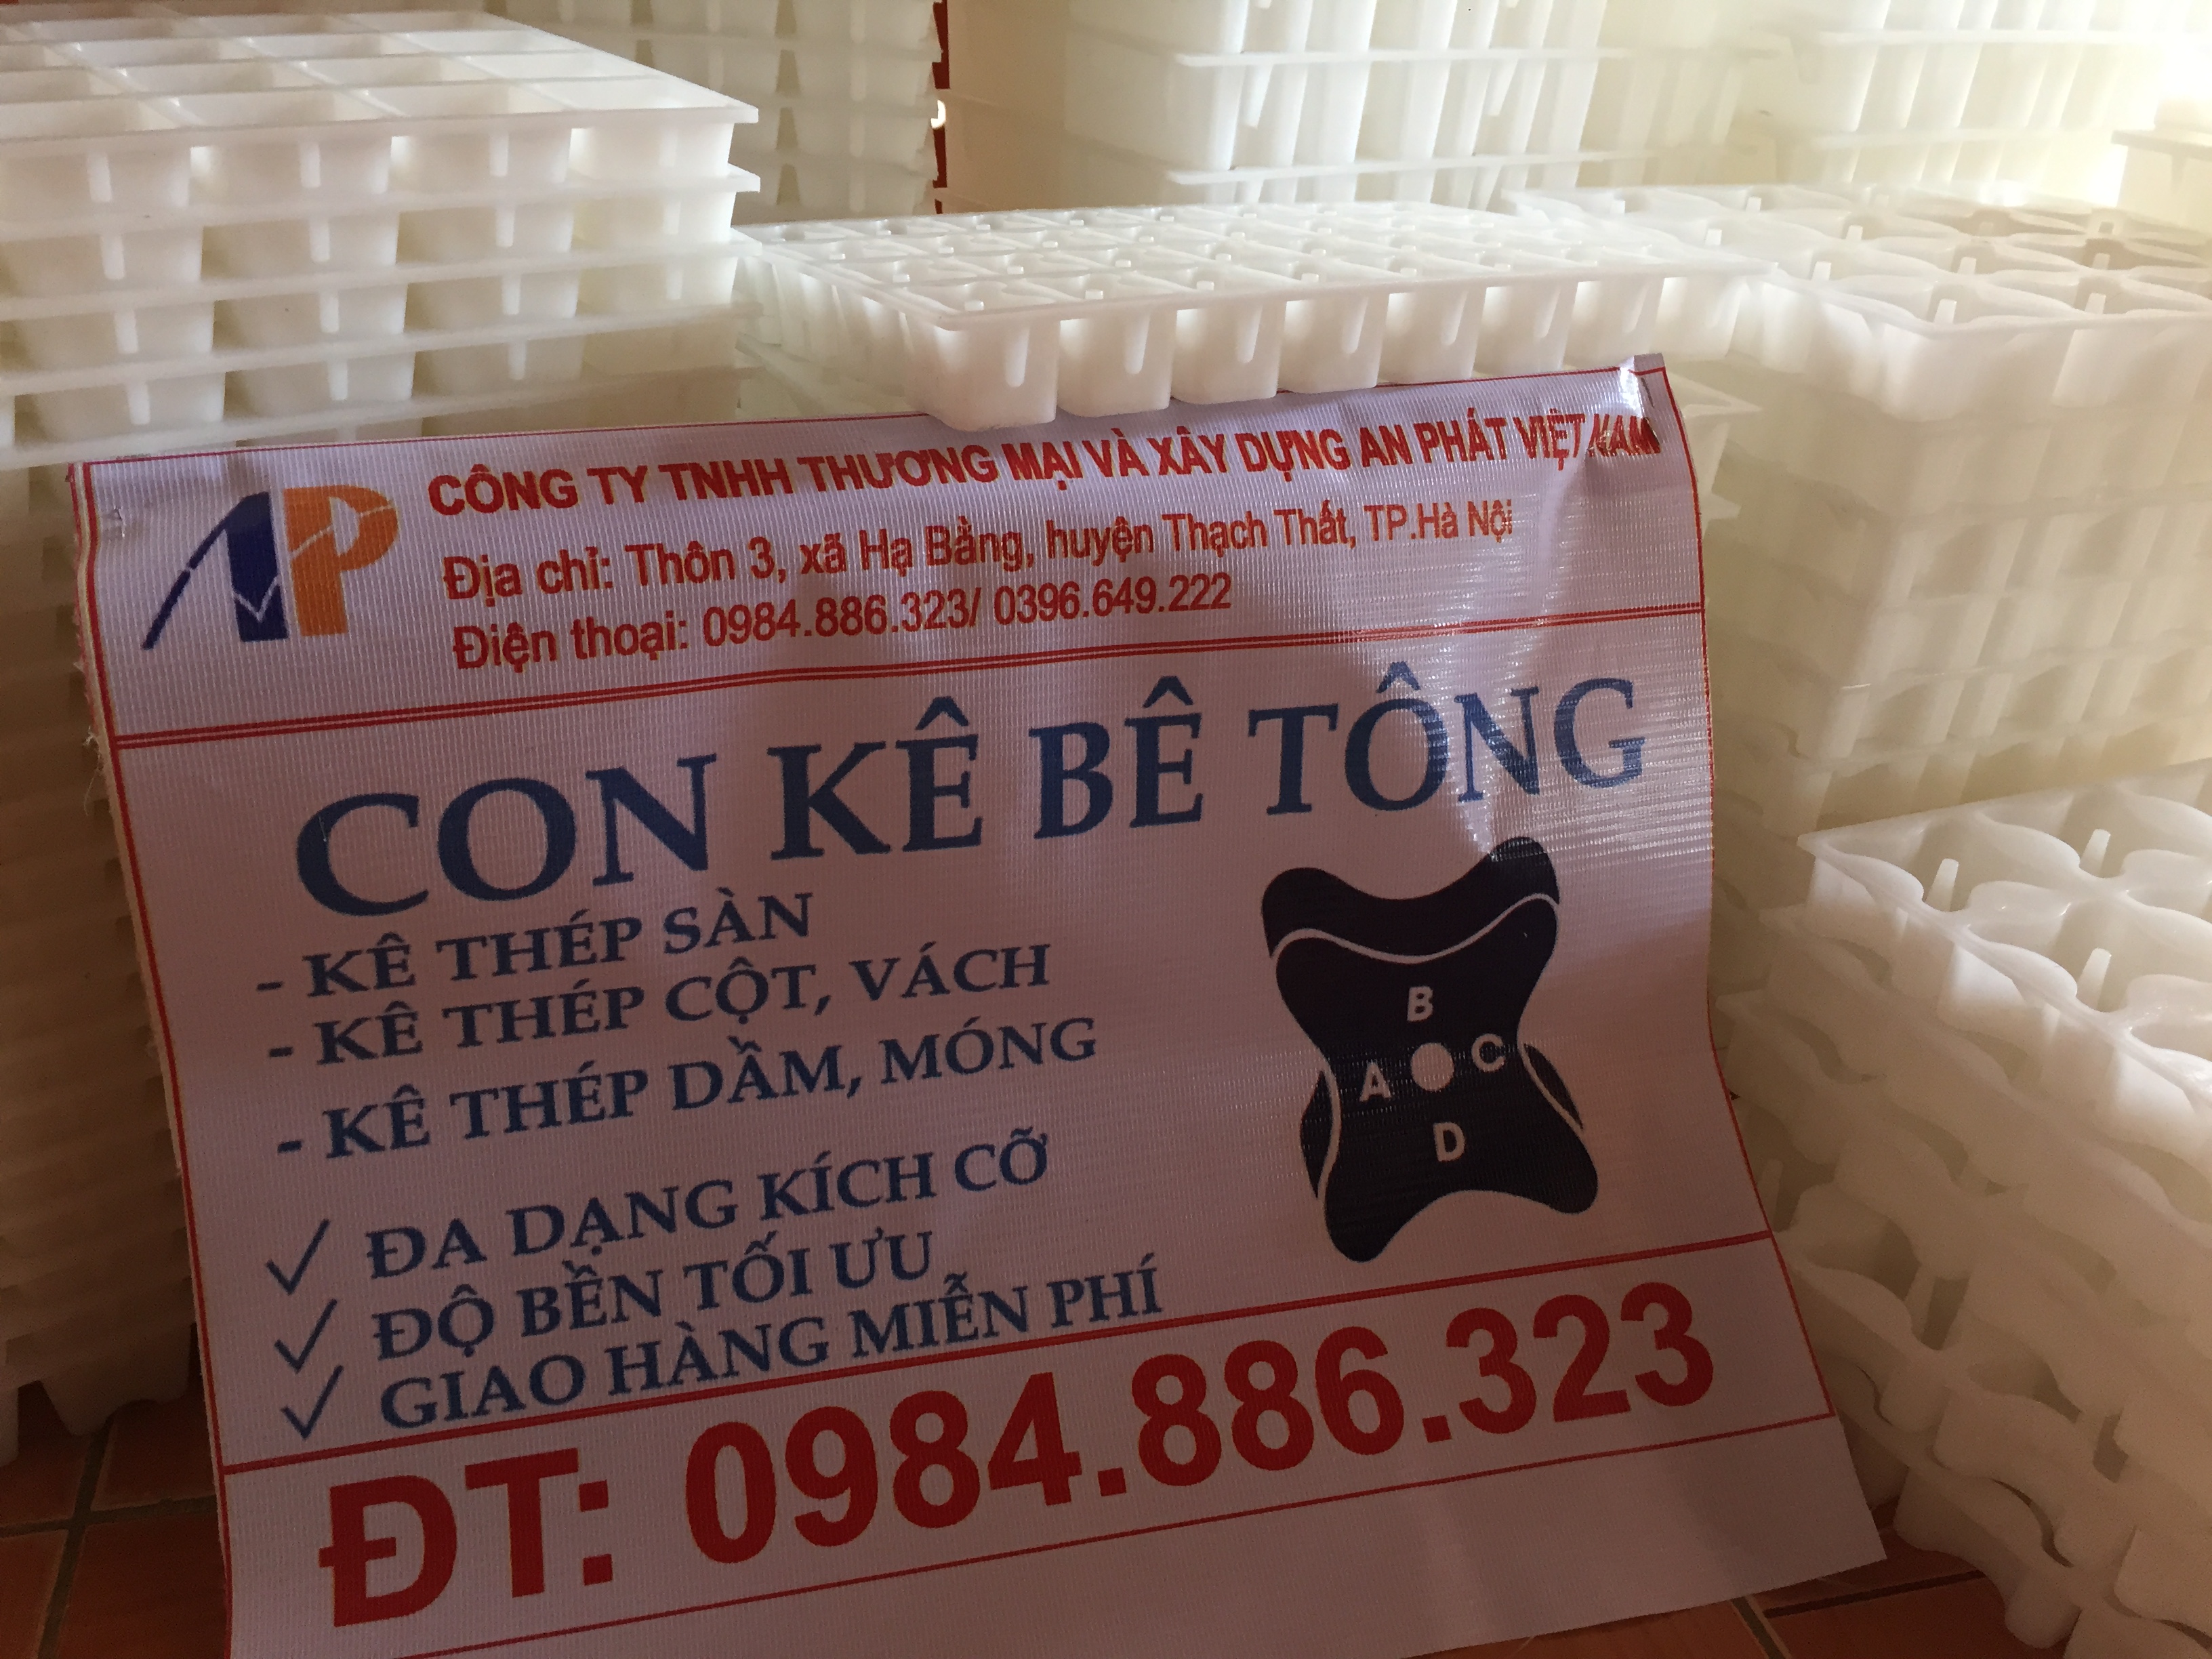 AP
CÔNG TY TNHH THƯƠNG MẠI VÀ XÂY DỰNG AN PHÁT VIỆT NAM
Địa chỉ: Thôn 3, xã Hạ Bằng, huyện Thạch Thất, TP.Hà Nội
Điện thoại: 0984.886.323/ 0396.649.222
CON KÊ BÊ TÔNG
- KÊ THÉP SÀN
- KÊ THÉP CỘT, VÁCH
- KÊ THÉP DẦM, MÓNG
B
A C
D
✓ ĐA DẠNG KÍCH CỠ
✓ ĐỘ BỀN TỐI ƯU
✓ GIAO HÀNG MIỄN PHÍ
ĐT: 0984.886.323